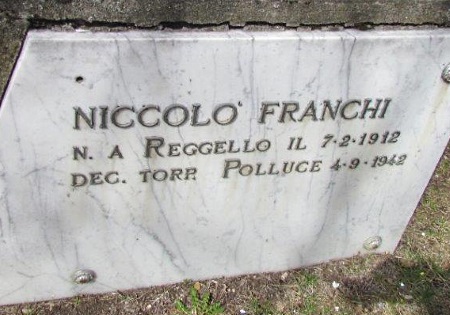 NICCOLO' FRANCHI
N. A REGGELLO IL 7-2-1912
DEC. TORP. POLLUCE 4-9-1942